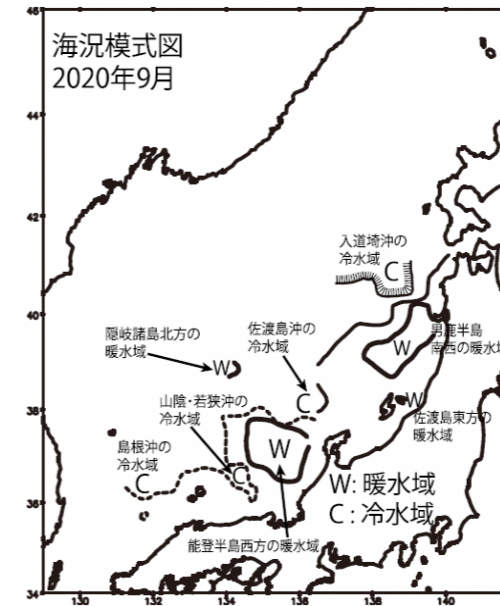 海況模式図
2020年9月
46
44
42
40
38
36
34
130
132
134
136
138
140
入道埼沖の
冷水域
C
隠岐諸島北方の
暖水域
W
佐渡島沖の
冷水域
C
男鹿半島
南西の暖水域
W
山陰・若狭沖の
冷水域
C
W
佐渡島東方の
暖水域
島根沖の
冷水域
C
W
能登半島西方の暖水域
W: 暖水域
C: 冷水域